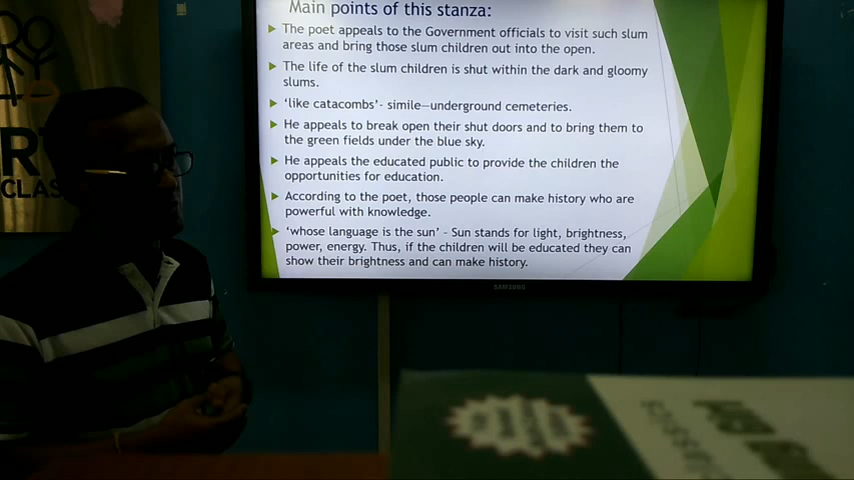 Main points of this stanza:
The poet appeals to the Government officials to visit such slum
areas and bring those slum children out into the open.
The life of the slum children is shut within the dark and gloomy
slums.
‘like catacombs’- simile—underground cemeteries.
He appeals to break open their shut doors and to bring them to
the green fields under the blue sky.
He appeals the educated public to provide the children the
opportunities for education.
According to the poet, those people can make history who are
powerful with knowledge.
‘whose language is the sun’ - Sun stands for light, brightness,
power, energy. Thus, if the children will be educated they can
show their brightness and can make history.
SAMSUNG
CLAS